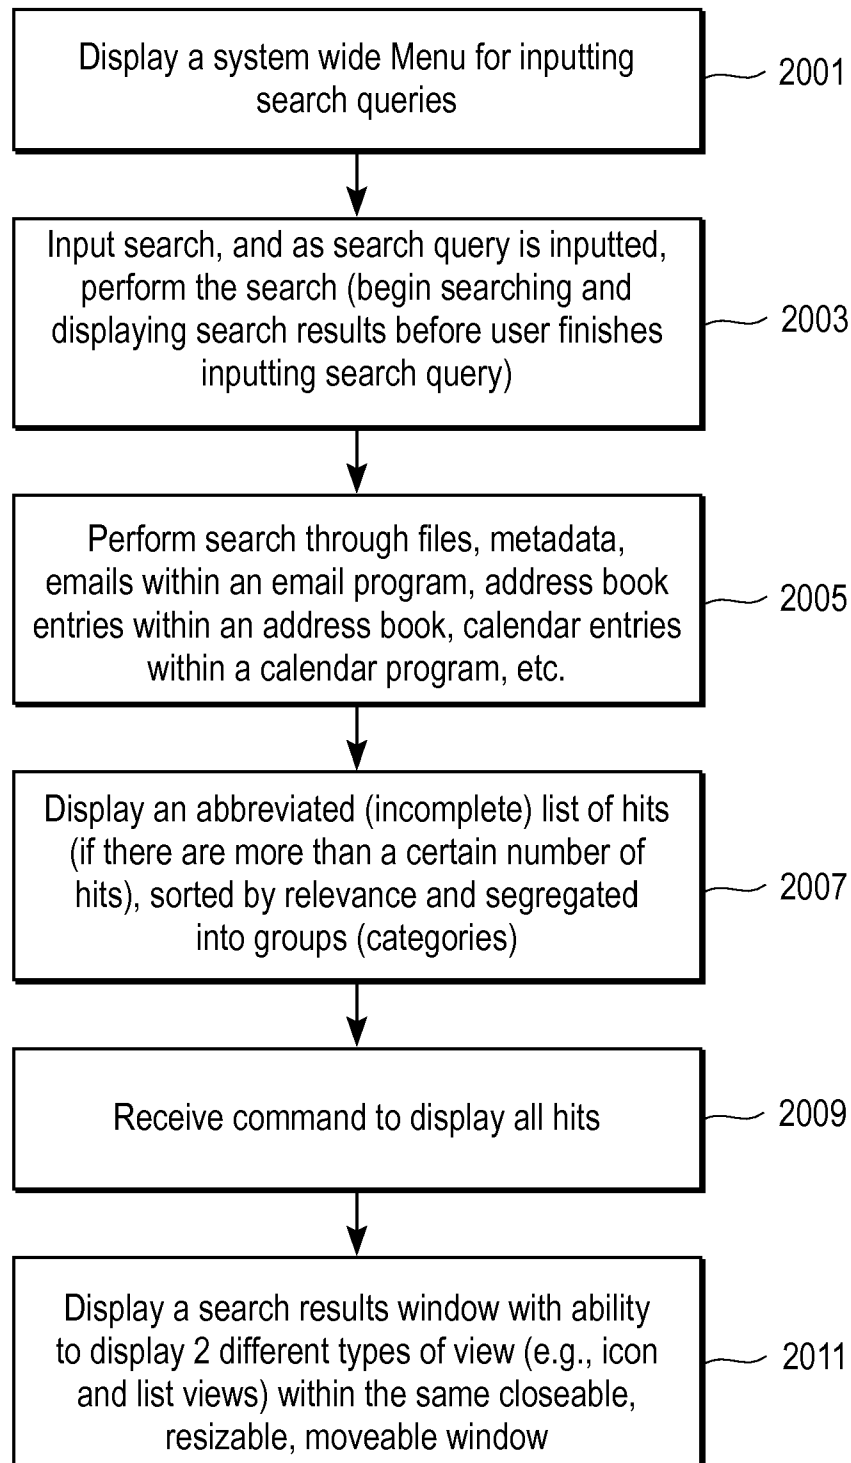 Display a system wide Menu for inputting
search queries
2001
Input search, and as search query is inputted,
perform the search (begin searching and
displaying search results before user finishes
inputting search query)
2003
Perform search through files, metadata,
emails within an email program, address book
entries within an address book, calendar entries
within a calendar program, etc.
2005
Display an abbreviated (incomplete) list of hits
(if there are more than a certain number of
hits), sorted by relevance and segregated
into groups (categories)
2007
Receive command to display all hits
2009
Display a search results window with ability
to display 2 different types of view (e.g., icon
and list views) within the same closeable,
resizable, moveable window
2011